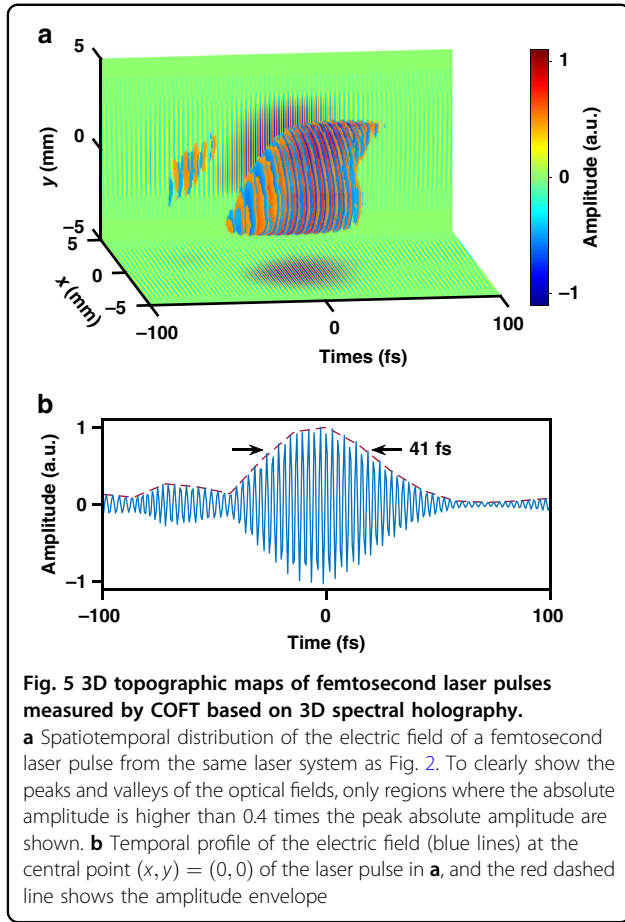 a
5
0
−5
y (mm)
5
0
−5
x (mm)
−100
0
100
Times (fs)
1
0
−1
Amplitude (a.u.)
b
1
0
−1
Amplitude (a.u.)
41 fs
−100
0
100
Time (fs)
Fig. 5 3D topographic maps of femtosecond laser pulses
measured by COFT based on 3D spectral holography.
a Spatiotemporal distribution of the electric field of a femtosecond
laser pulse from the same laser system as Fig. 2. To clearly show the
peaks and valleys of the optical fields, only regions where the absolute
amplitude is higher than 0.4 times the peak absolute amplitude are
shown. b Temporal profile of the electric field (blue lines) at the
central point (x, y) = (0, 0) of the laser pulse in a, and the red dashed
line shows the amplitude envelope